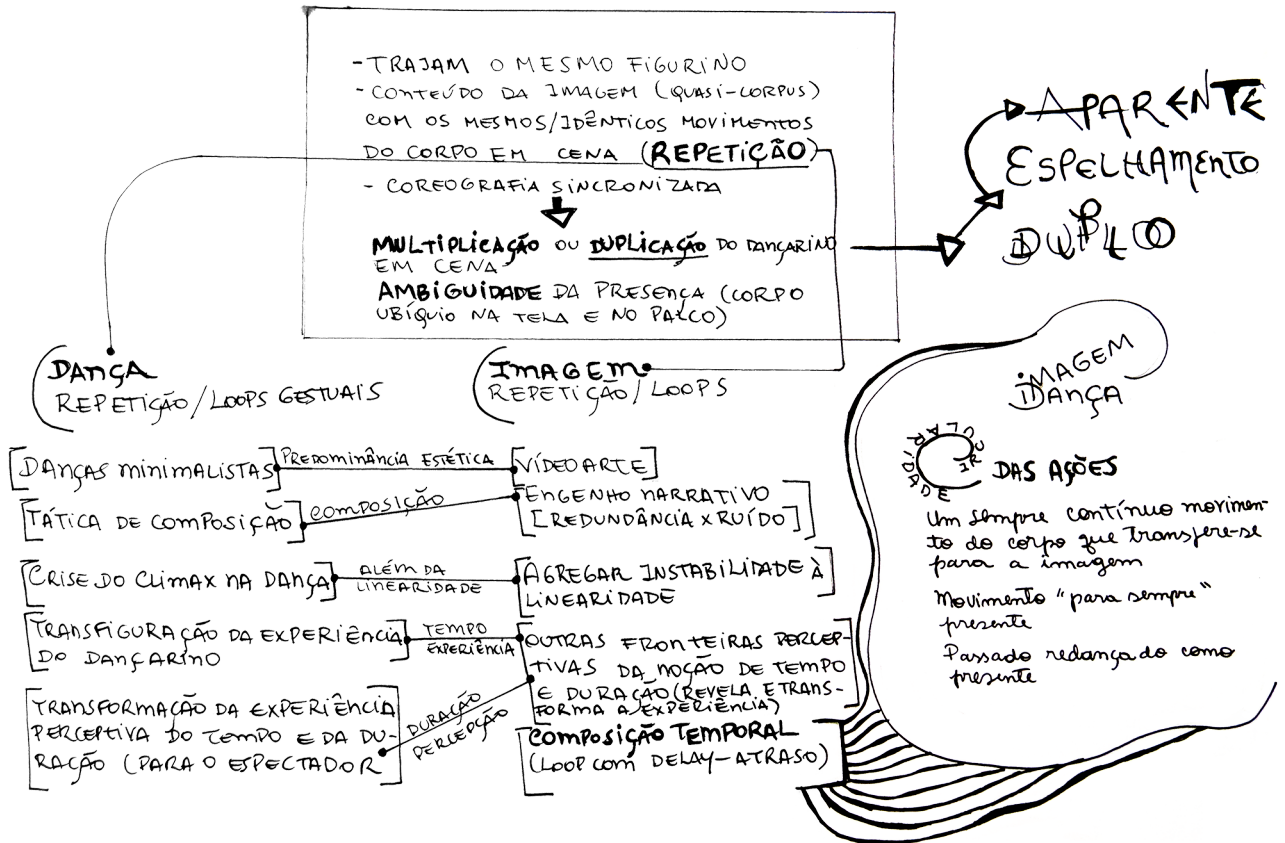 - TRAJAM O MESMO FIGURINO
- CONTEÚDO DA IMAGEM (QUASI-CORPUS)
COM OS MESMOS/IDÊNTICOS MOVIMENTOS
DO CORPO EM CENA (REPETIÇÃO)
- COREOGRAFIA SINCRONIZADA
MULTIPLICAÇÃO OU DUPLICAÇÃO DO DANÇARINO
EM CENA
AMBIGUIDADE DA PRESENÇA (CORPO
UBÍQUIO NA TELA E NO PALCO)
APARENTE
ESPELHAMENTO
DUPLO
DANÇA
REPETIÇÃO/LOOPS GESTUAIS
IMAGEM
REPETIÇÃO/LOOPS
[DANÇAS MINIMALISTAS]
PREDOMINÂNCIA ESTÉTICA
[VÍDEO ARTE]
[TÁTICA DE COMPOSIÇÃO]
COMPOSIÇÃO
[ENGENHO NARRATIVO
[REDUNDÂNCIA X RUÍDO]]
[CRISE DO CLIMAX NA DANÇA]
ALÉM DA
LINEARIDADE
[AGREGAR INSTABILIDADE À
LINEARIDADE]
[TRANSFIGURAÇÃO DA EXPERIÊNCIA
DO DANÇARINO]
TEMPO
EXPERIÊNCIA
[OUTRAS FRONTEIRAS PERCEP-
TIVAS DA NOÇÃO DE TEMPO
E DURAÇÃO (REVELA E TRANS-
FORMA A EXPERIÊNCIA)]
[TRANSFORMAÇÃO DA EXPERIÊNCIA
PERCEPTIVA DO TEMPO E DA DU-
RAÇÃO (PARA O ESPECTADOR]
DURAÇÃO
PERCEPÇÃO
[COMPOSIÇÃO TEMPORAL
(LOOP COM DELAY-ATRASO)]
IMAGEM
DANÇA
CIRCULARIDADE
DAS AÇÕES
Um sempre contínuo movimen-
to do corpo que transfere-se
para a imagem
Movimento "para sempre"
presente
Passado redançado como
presente